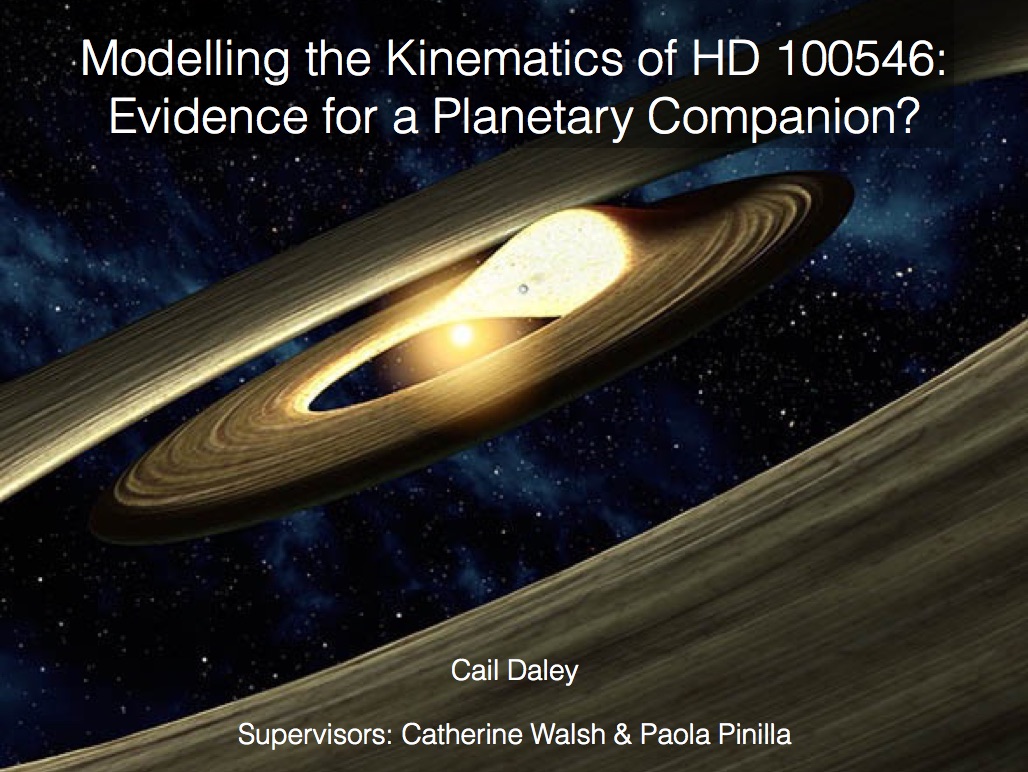 Modelling the Kinematics of HD 100546:
Evidence for a Planetary Companion?
Cail Daley
Supervisors: Catherine Walsh & Paola Pinilla